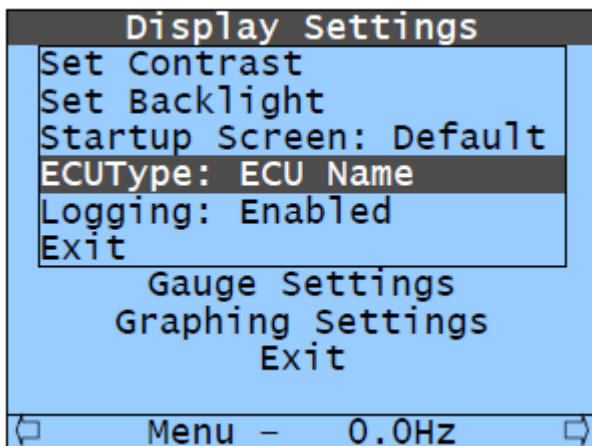 Display Settings
Set Contrast
Set Backlight
Startup Screen: Default
ECUType: ECU Name
Logging: Enabled
Exit
Gauge Settings
Graphing Settings
Exit
Menu – 0.0Hz